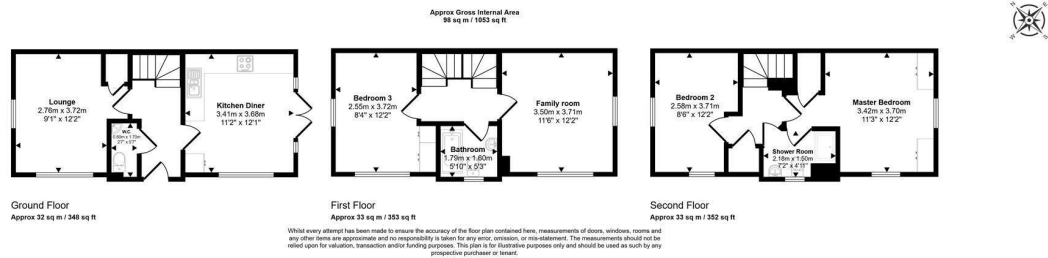 Approx Gross Internal Area
98 sq m / 1053 sq ft
N
E
S
W
Lounge
2.76m x 3.72m
9'1" x 12'2"
W.C
Kitchen Diner
3.41m x 3.68m
11'2" x 12'1"
Ground Floor
Approx 32 sq m / 348 sq ft
Bedroom 3
2.55m x 3.72m
8'4" x 12'2"
Bathroom
1.79m x 1.60m
5'10" x 5'3"
Family room
3.50m x 3.71m
11'6" x 12'2"
First Floor
Approx 33 sq m / 353 sq ft
Bedroom 2
2.58m x 3.71m
8'6" x 12'2"
Shower Room
2.18m x 1.50m
7'2" x 4'11"
Master Bedroom
3.42m x 3.70m
11'3" x 12'2"
Second Floor
Approx 33 sq m / 352 sq ft
Whilst every attempt has been made to ensure the accuracy of the floor plan contained here, measurements of doors, windows, rooms and
any other items are approximate and no responsibility is taken for any error, omission, or mis-statement. The measurements should not be
relied upon for valuation, transaction and/or funding purposes. This plan is for illustrative purposes only and should be used as such by any
prospective purchaser or tenant.